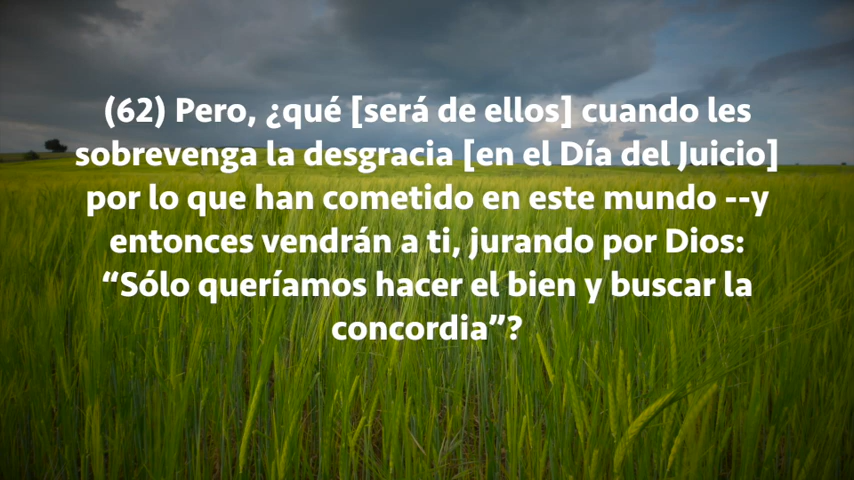 (62) Pero, ¿qué [será de ellos] cuando les
sobrevenga la desgracia [en el Día del Juicio]
por lo que han cometido en este mundo --y
entonces vendrán a ti, jurando por Dios:
“Sólo queríamos hacer el bien y buscar la
concordia”?